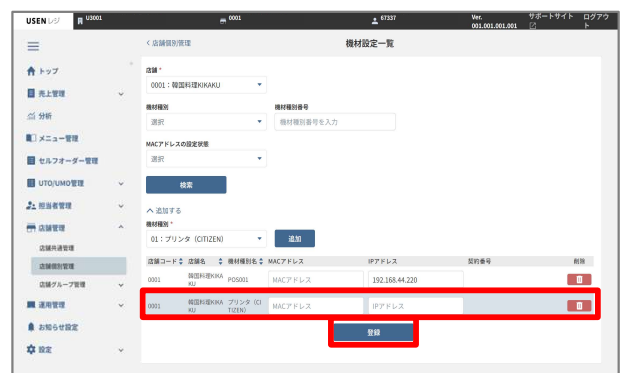 USEN レジ U3001 0001 67337 Ver. 001.001.001.001 サポートサイト ログアウト
< 店舗個別管理 機材設定一覧
トップ
売上管理
分析
メニュー管理
セルフオーダー管理
UTO/UMO管理
担当者管理
店舗管理
店舗共通管理
店舗個別管理
店舗グループ管理
運用管理
お知らせ設定
設定
店舗 *
0001：韓国料理KIKAKU
機材種別 機材種別番号
選択 機材種別番号を入力
MACアドレスの設定状態
選択
検索
追加する
機材種別 *
01：プリンタ（CITIZEN） 追加
店舗コード 店舗名 機材種別名 MACアドレス IPアドレス 契約番号 削除
0001 韓国料理KIKAKU POS001 MACアドレス 192.168.44.220
0001 韓国料理KIKAKU プリンタ（CITIZEN） MACアドレス IPアドレス
登録